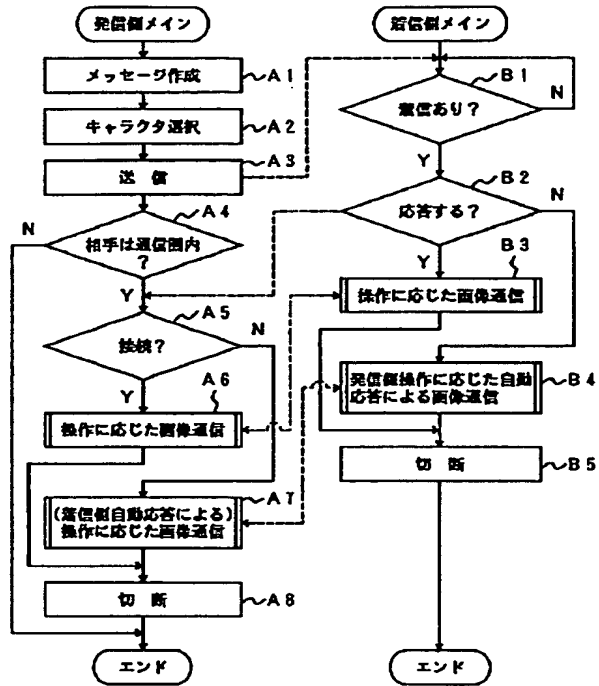 発信側メイン
メッセージ作成
A1
キャラクタ選択
A2
送 信
A3
相手は通信圏内
?
A4
N
Y
接続?
A5
N
Y
操作に応じた画像通信
A6
(着信側自動応答による)
操作に応じた画像通信
A7
切 断
A8
エンド
着信側メイン
着信あり?
B1
N
Y
応答する?
B2
N
Y
操作に応じた画像通信
B3
発信側操作に応じた自動
応答による画像通信
B4
切 断
B5
エンド